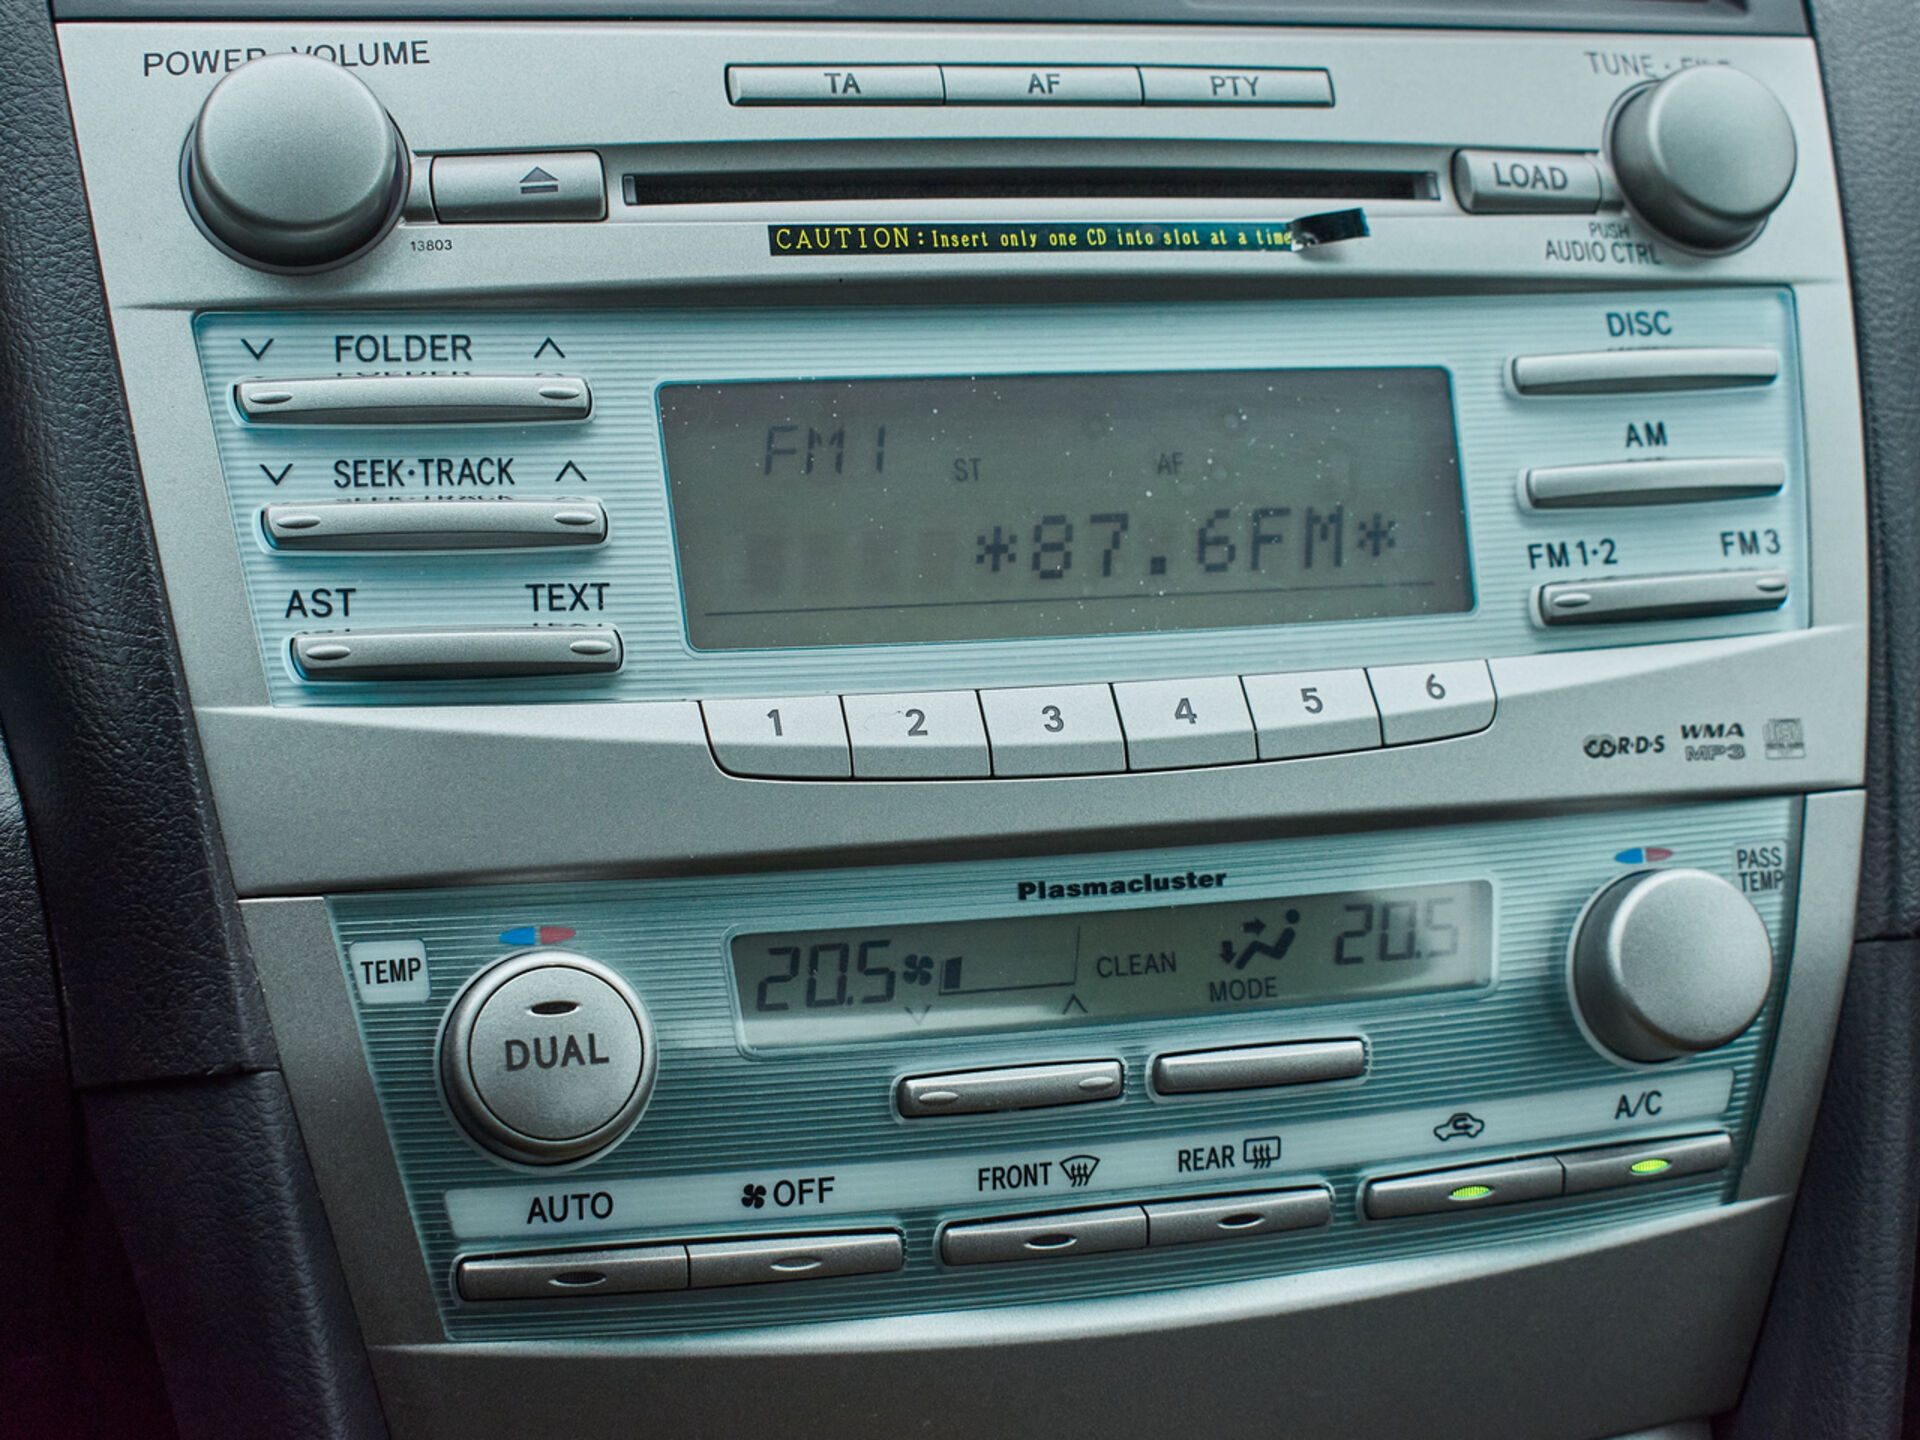 POWER VOLUME
TA AF PTY
TUNE · FILE
LOAD
13803
CAUTION : Insert only one CD into slot at a time
PUSH
AUDIO CTRL
FOLDER
DISC
FM1 ST AF
AM
SEEK·TRACK
*87.6FM*
FM1·2 FM3
AST TEXT
1 2 3 4 5 6
R·D·S WMA
MP3
Plasmacluster
PASS
TEMP
TEMP
20.5 CLEAN 20.5
MODE
DUAL
A/C
FRONT REAR
AUTO OFF